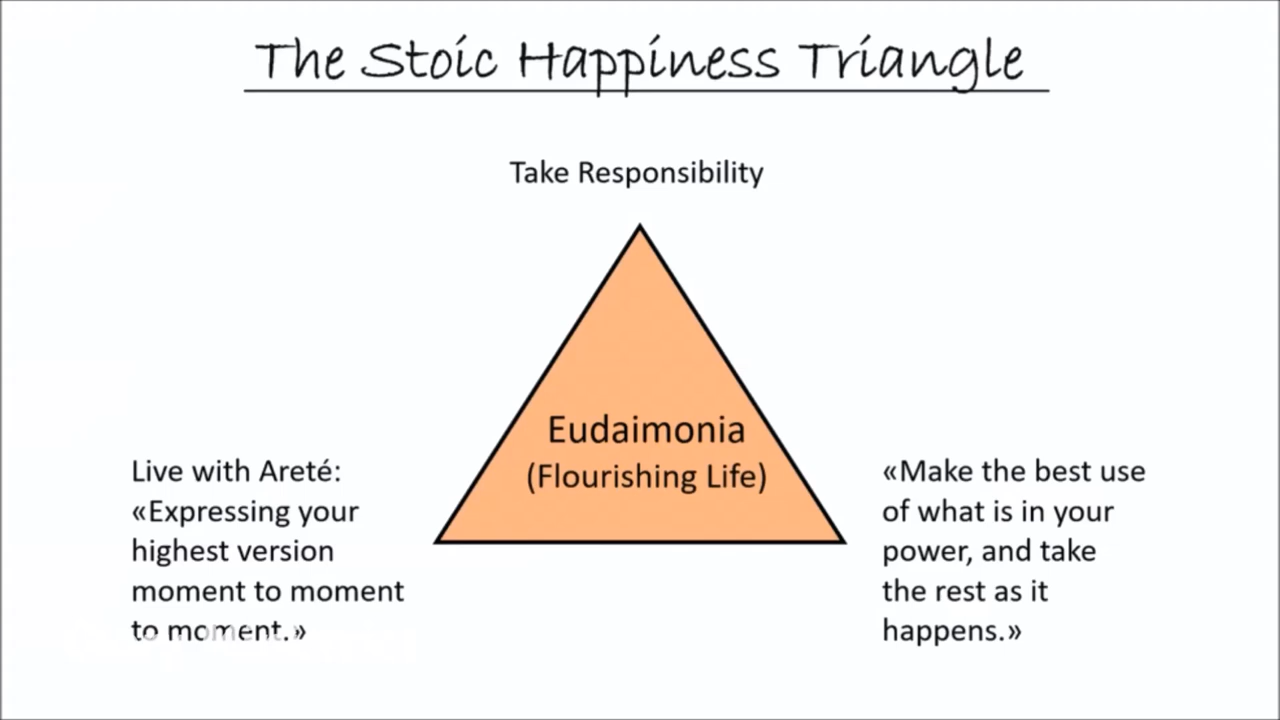 The Stoic Happiness Triangle
Take Responsibility
Eudaimonia
(Flourishing Life)
Live with Areté:
«Expressing your
highest version
moment to moment
to moment.»
«Make the best use
of what is in your
power, and take
the rest as it
happens.»